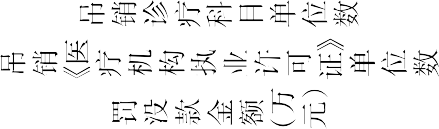 吊销诊疗科目单位数
吊销《医疗机构执业许可证》单位数
罚没款金额(万元)